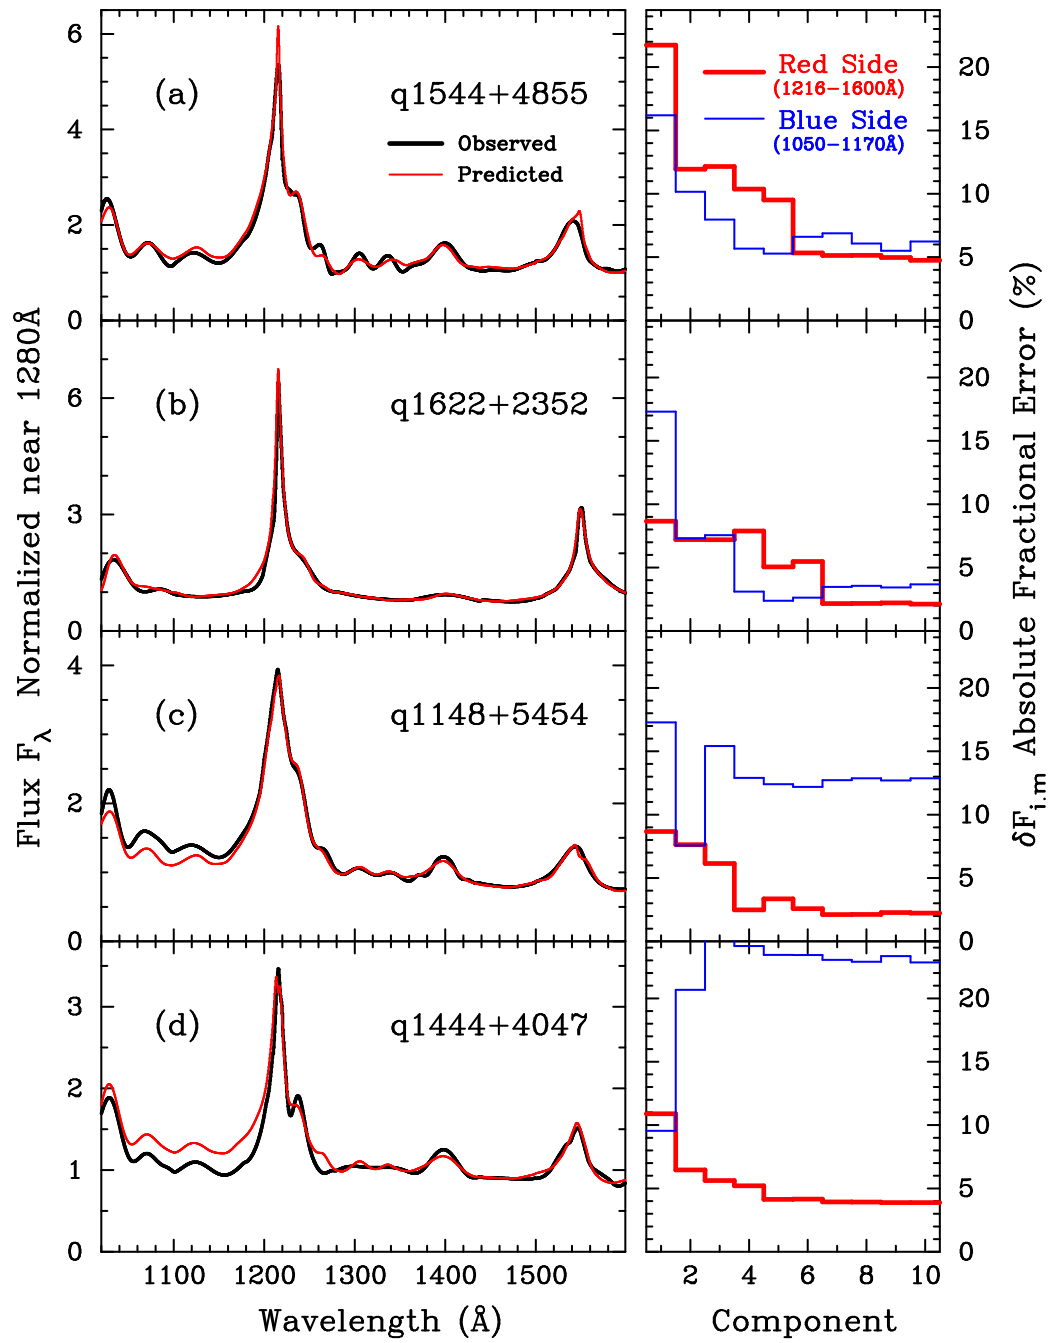 (a) q1544+4855
Observed
Predicted
Red Side
(1216-1600Å)
Blue Side
(1050-1170Å)
(b) q1622+2352
(c) q1148+5454
(d) q1444+4047
6
4
2
0
6
3
0
4
2
0
3
2
1
0
20
15
10
5
0
20
15
10
5
0
20
15
10
5
0
20
15
10
5
0
1100 1200 1300 1400 1500
2 4 6 8 10
Wavelength (Å)
Component
Flux Fλ Normalized near 1280Å
δFi,m Absolute Fractional Error (%)